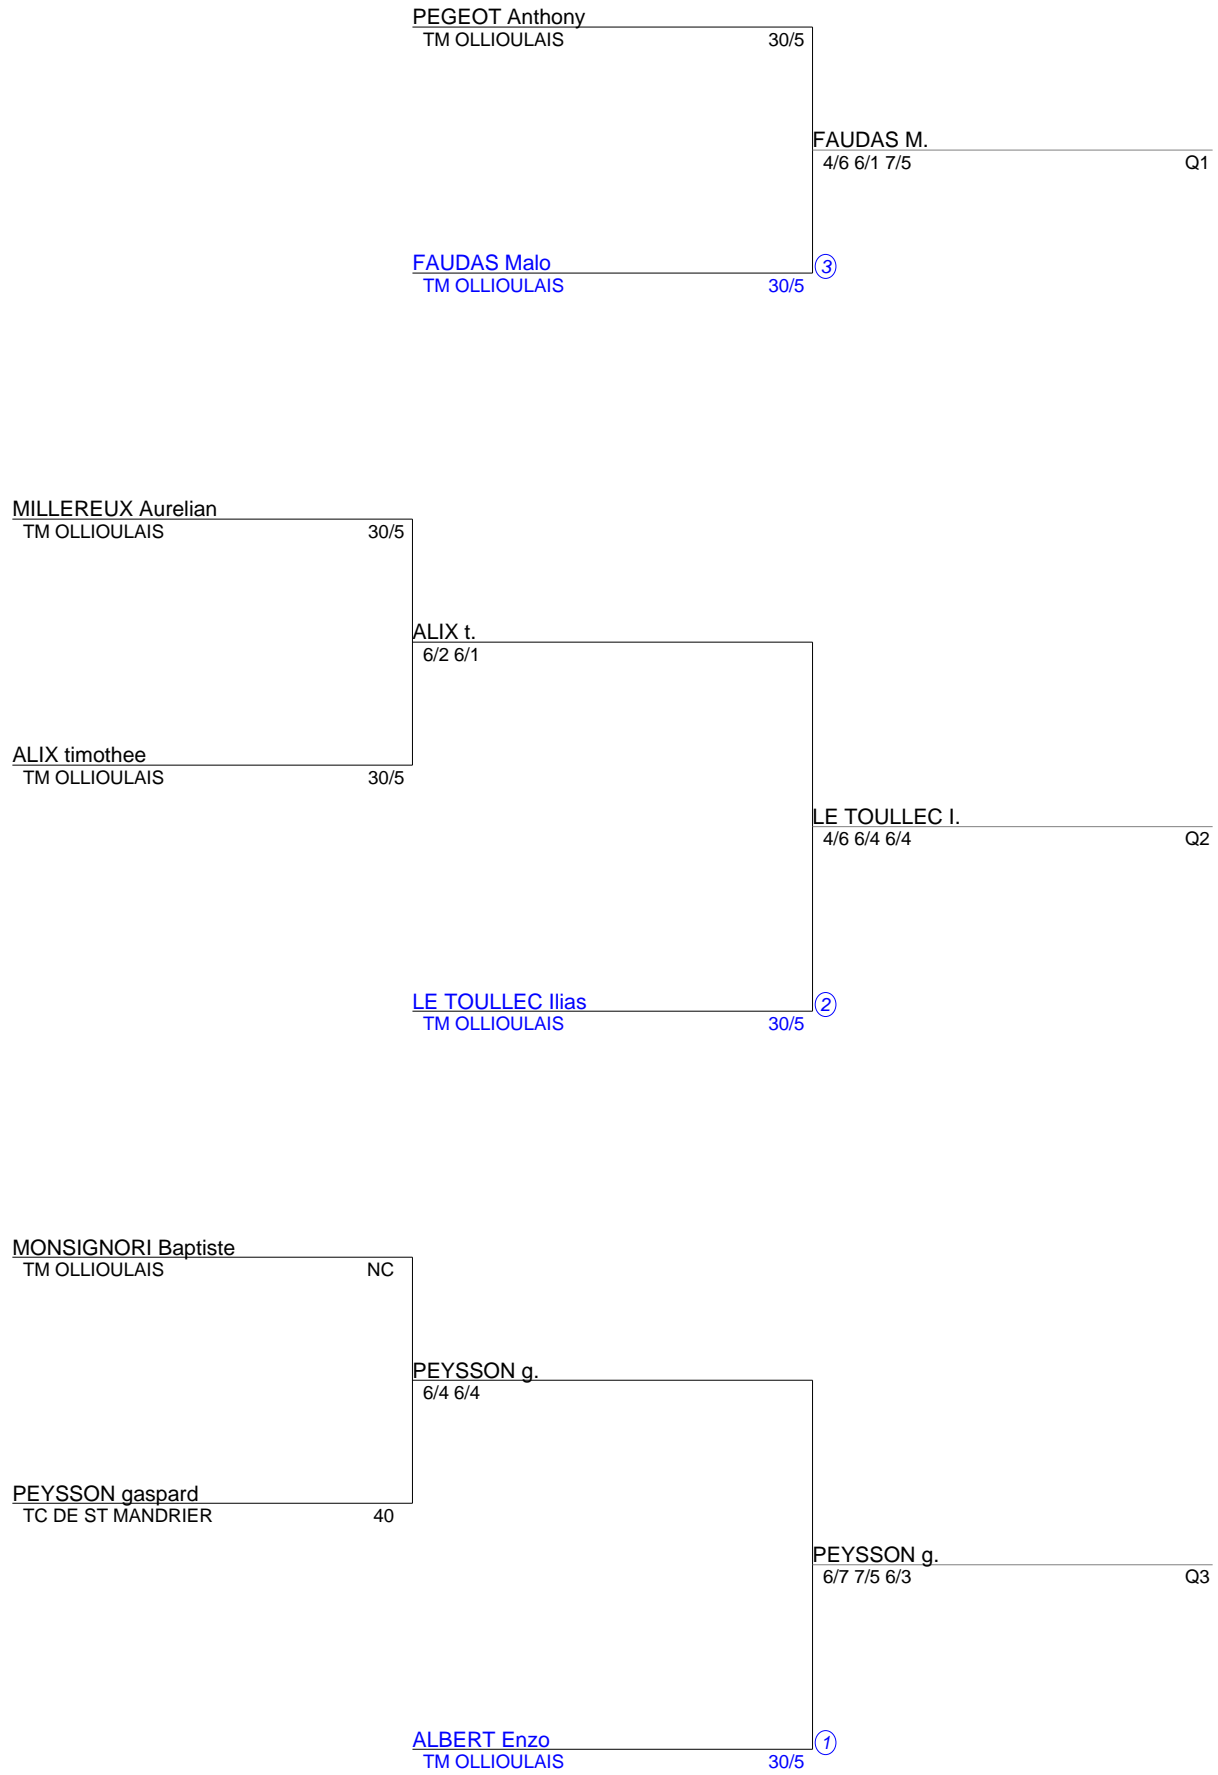 PEGEOT Anthony
TM OLLIOULAIS 30/5
FAUDAS M.
4/6 6/1 7/5 Q1
FAUDAS Malo 3
TM OLLIOULAIS 30/5
MILLEREUX Aurelian
TM OLLIOULAIS 30/5
ALIX t.
6/2 6/1
ALIX timothee
TM OLLIOULAIS 30/5
LE TOULLEC I.
4/6 6/4 6/4 Q2
LE TOULLEC Ilias 2
TM OLLIOULAIS 30/5
MONSIGNORI Baptiste
TM OLLIOULAIS NC
PEYSSON g.
6/4 6/4
PEYSSON gaspard
TC DE ST MANDRIER 40
PEYSSON g.
6/7 7/5 6/3 Q3
ALBERT Enzo 1
TM OLLIOULAIS 30/5